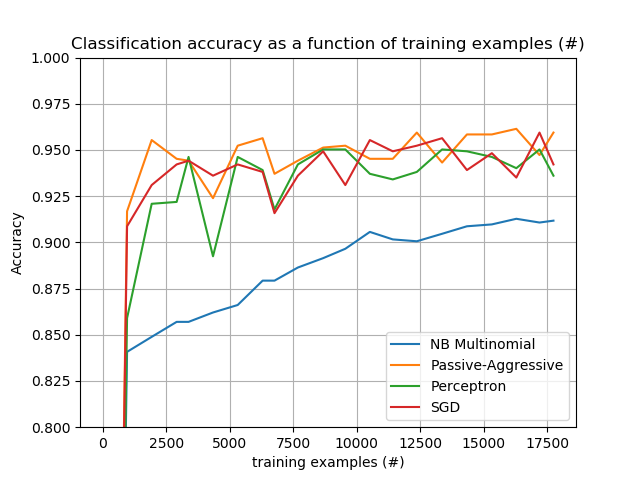 Classification accuracy as a function of training examples (#)
1.000
0.975
0.950
0.925
0.900
0.875
0.850
0.825
0.800
Accuracy
NB Multinomial
Passive-Aggressive
Perceptron
SGD
0 2500 5000 7500 10000 12500 15000 17500
training examples (#)